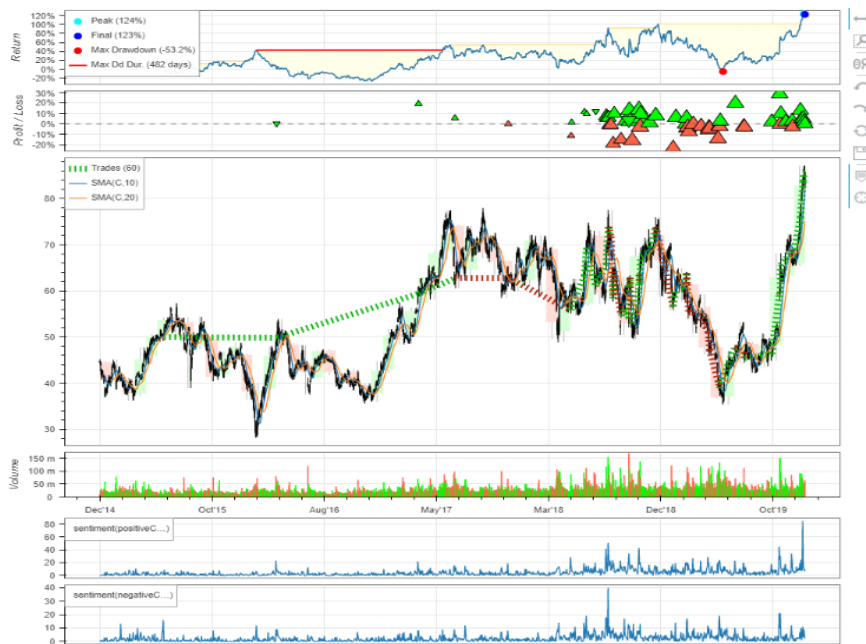 Return
120%
100%
80%
60%
40%
20%
0%
-20%
Peak (124%)
Final (123%)
Max Drawdown (-53.2%)
Max Dd Dur. (482 days)
Profit / Loss
30%
20%
10%
0%
-10%
-20%
Trades (60)
SMA(C,10)
SMA(C,20)
80
70
60
50
40
30
Volume
150 m
100 m
50 m
0
Dec'14
Oct'15
Aug'16
May'17
Mar'18
Dec'18
Oct'19
sentiment(positiveC...)
80
60
40
20
0
sentiment(negativeC...)
40
30
20
10
0